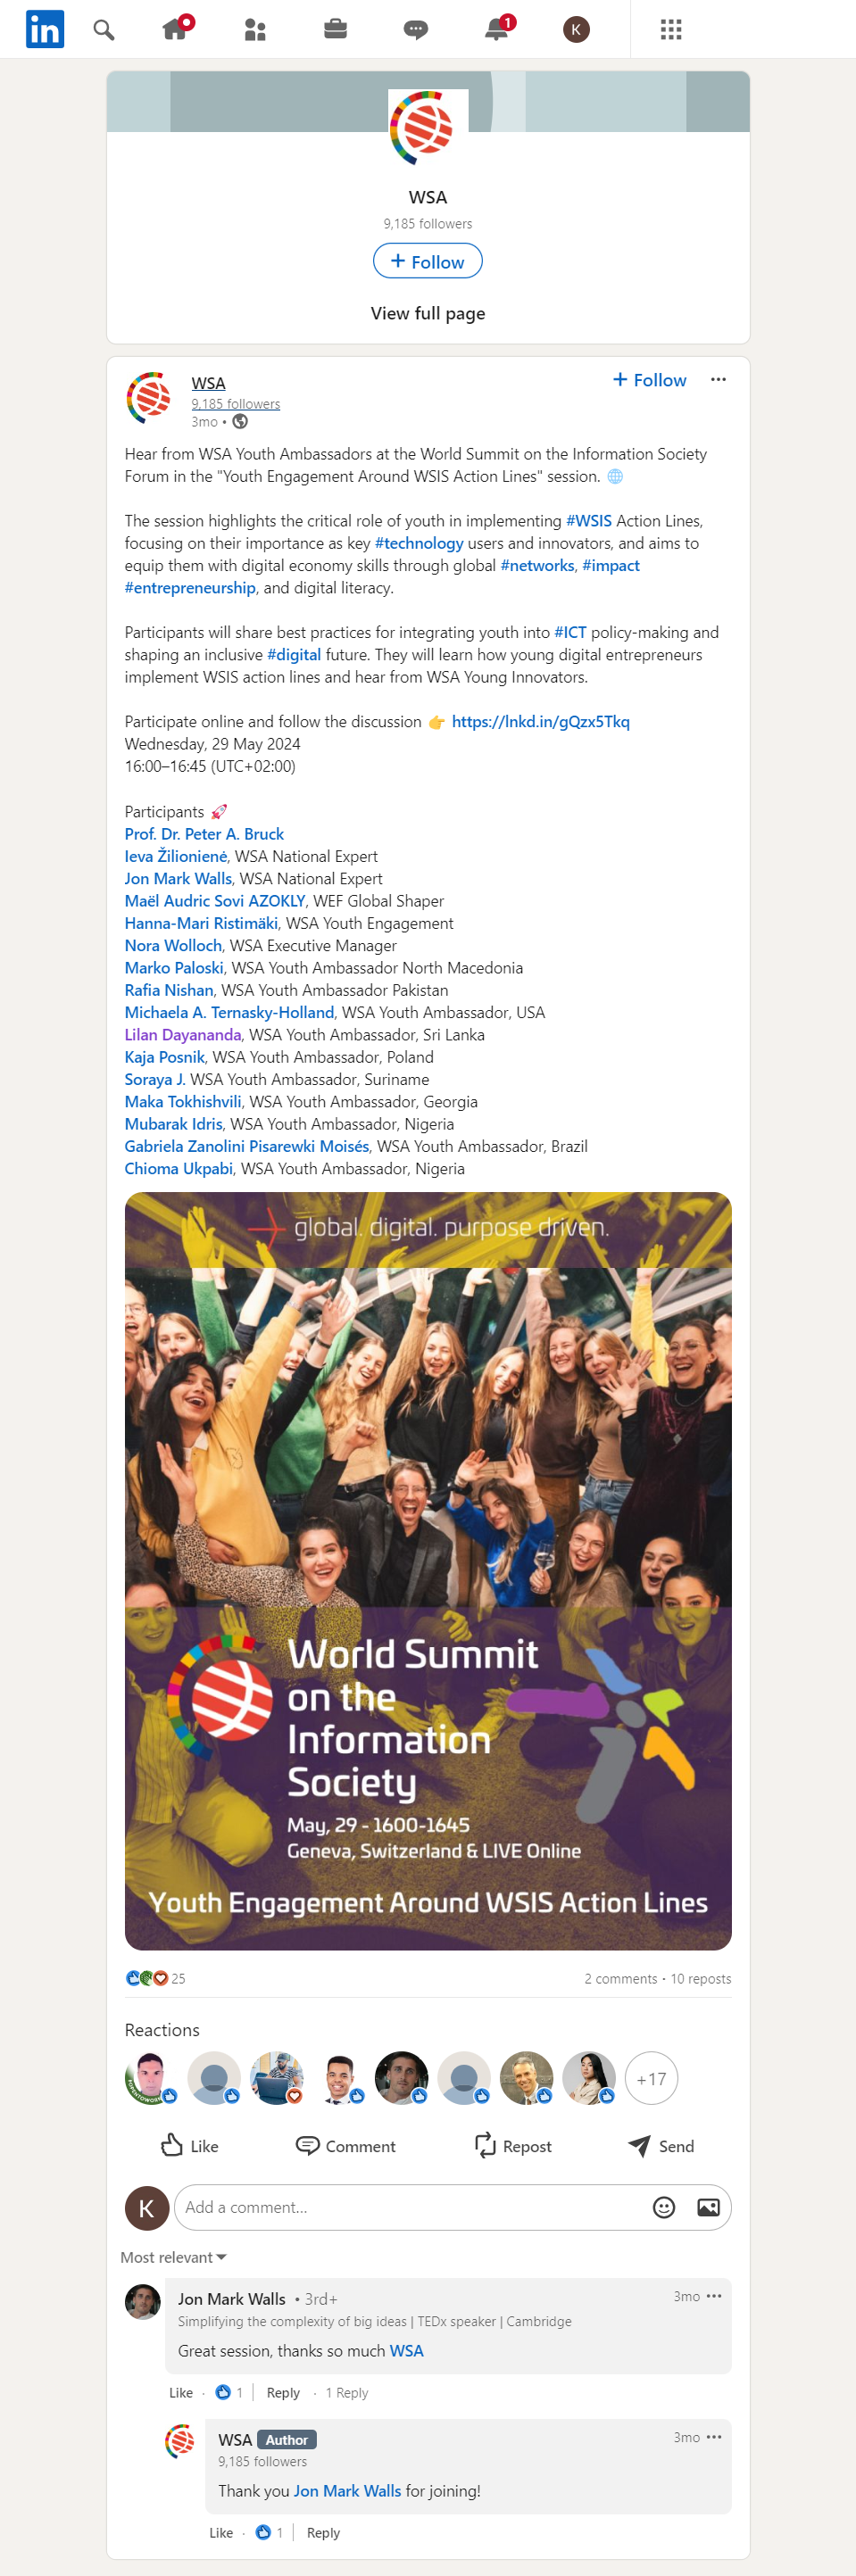 in
1
K
WSA
9,185 followers
+ Follow
View full page
WSA
+ Follow
9,185 followers
3mo •
Hear from WSA Youth Ambassadors at the World Summit on the Information Society
Forum in the "Youth Engagement Around WSIS Action Lines" session. 🌐
The session highlights the critical role of youth in implementing #WSIS Action Lines,
focusing on their importance as key #technology users and innovators, and aims to
equip them with digital economy skills through global #networks, #impact
#entrepreneurship, and digital literacy.
Participants will share best practices for integrating youth into #ICT policy-making and
shaping an inclusive #digital future. They will learn how young digital entrepreneurs
implement WSIS action lines and hear from WSA Young Innovators.
Participate online and follow the discussion 👉 https://lnkd.in/gQzx5Tkq
Wednesday, 29 May 2024
16:00–16:45 (UTC+02:00)
Participants 🚀
Prof. Dr. Peter A. Bruck
Ieva Žilionienė, WSA National Expert
Jon Mark Walls, WSA National Expert
Maël Audric Sovi AZOKLY, WEF Global Shaper
Hanna-Mari Ristimäki, WSA Youth Engagement
Nora Wolloch, WSA Executive Manager
Marko Paloski, WSA Youth Ambassador North Macedonia
Rafia Nishan, WSA Youth Ambassador Pakistan
Michaela A. Ternasky-Holland, WSA Youth Ambassador, USA
Lilan Dayananda, WSA Youth Ambassador, Sri Lanka
Kaja Posnik, WSA Youth Ambassador, Poland
Soraya J. WSA Youth Ambassador, Suriname
Maka Tokhishvili, WSA Youth Ambassador, Georgia
Mubarak Idris, WSA Youth Ambassador, Nigeria
Gabriela Zanolini Pisarewki Moisés, WSA Youth Ambassador, Brazil
Chioma Ukpabi, WSA Youth Ambassador, Nigeria
global. digital. purpose driven.
World Summit
on the
Information
Society
May, 29 - 1600-1645
Geneva, Switzerland & LIVE Online
Youth Engagement Around WSIS Action Lines
25
2 comments • 10 reposts
Reactions
#OPENTOWORK
+17
Like
Comment
Repost
Send
K
Add a comment...
Most relevant
Jon Mark Walls • 3rd+
3mo
Simplifying the complexity of big ideas | TEDx speaker | Cambridge
Great session, thanks so much WSA
Like · 1 | Reply · 1 Reply
WSA Author
3mo
9,185 followers
Thank you Jon Mark Walls for joining!
Like · 1 | Reply